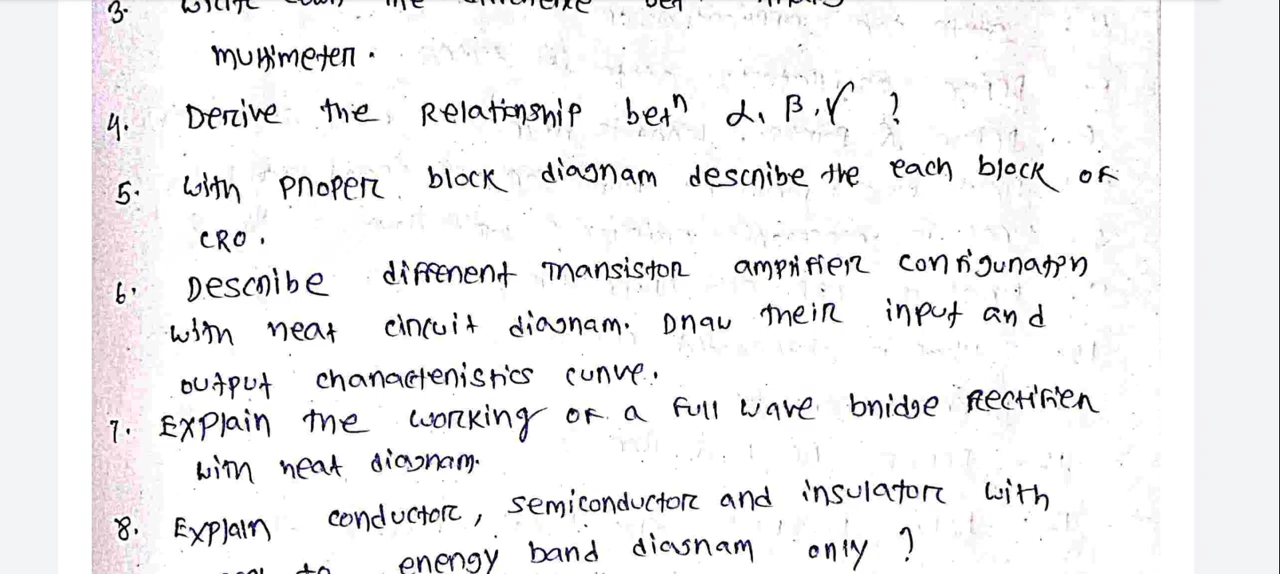 3.
multimeter.
4. Derive the Relationship betⁿ α, β, γ ?
5. with proper block diagram describe the each block of
CRO.
6. Describe different Transistor amplifier configuration
with neat circuit diagram. Draw their input and
output characteristics curve.
7. Explain the working of a full wave bridge Rectifier
with neat diagram.
8. Explain conductor, semiconductor and insulator with
energy band diagram only ?